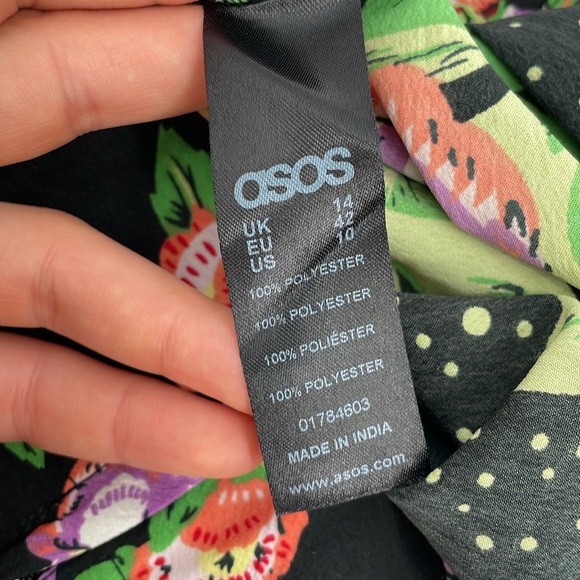 asos
UK 14
EU 42
US 10
100% POLYESTER
100% POLYESTER
100% POLIÉSTER
100% POLYESTER
01784603
MADE IN INDIA
www.asos.com